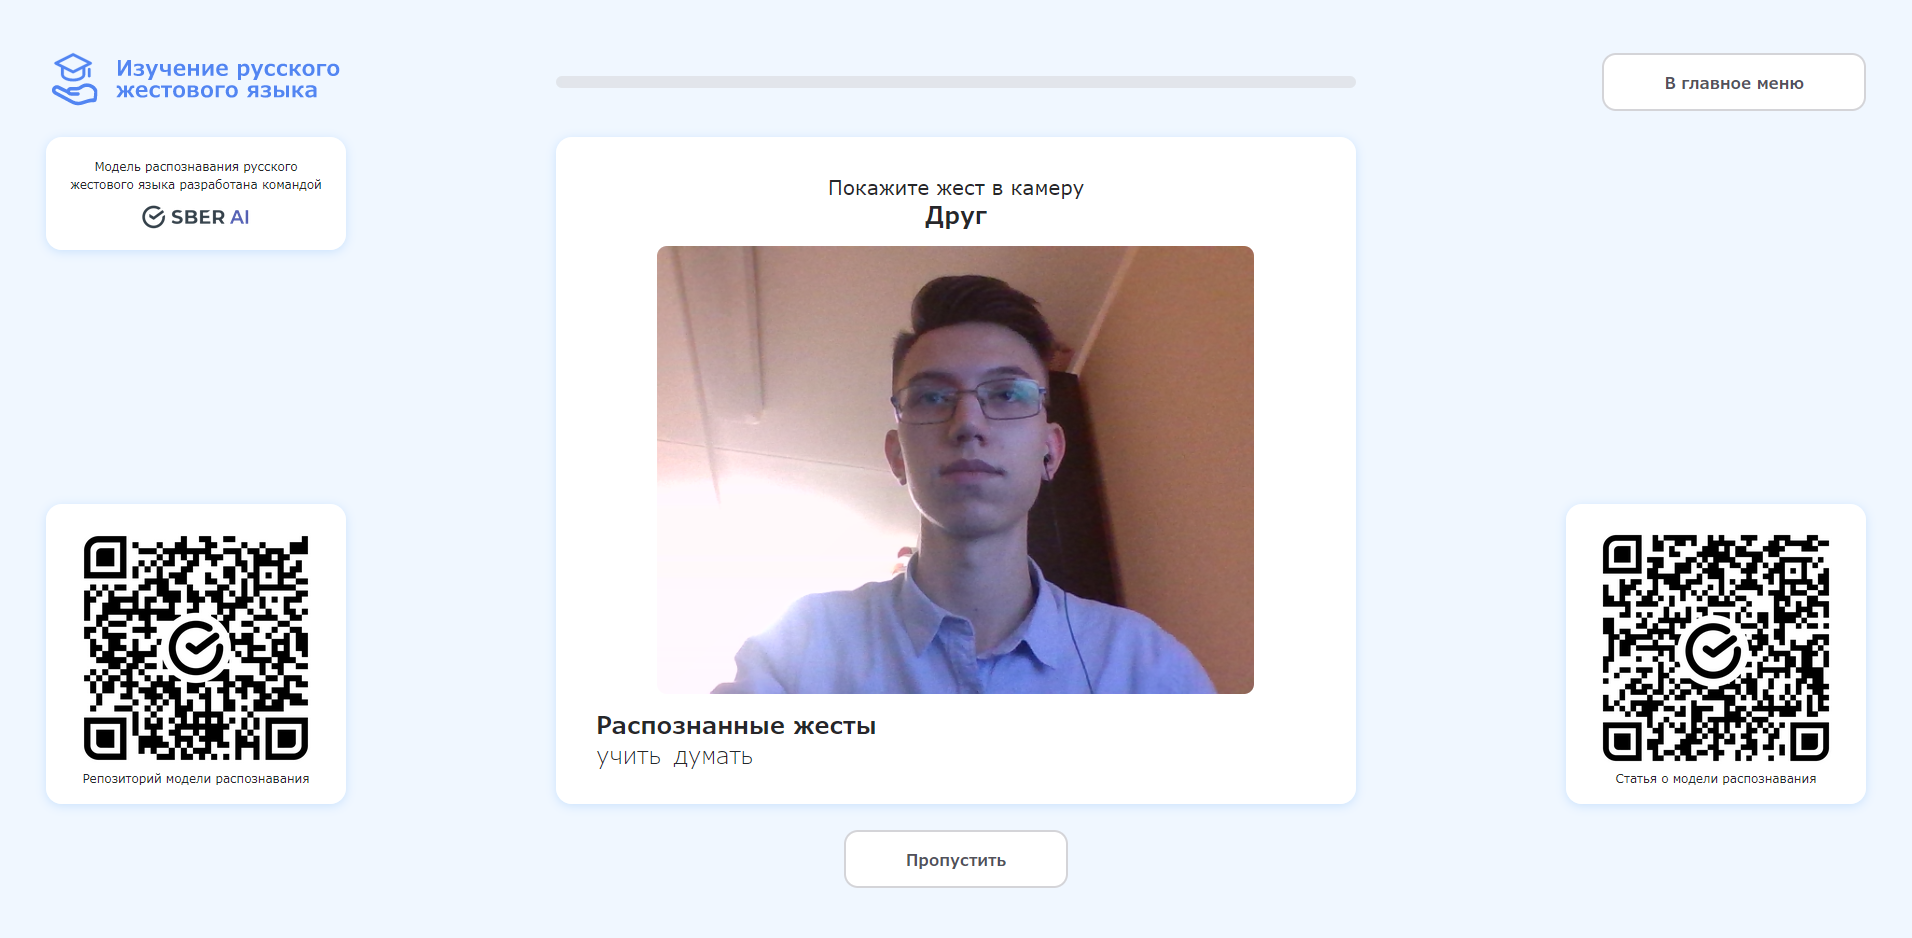 Изучение русского
жестового языка
В главное меню
Модель распознавания русского
жестового языка разработана командой
SBER AI
Покажите жест в камеру
Друг
Распознанные жесты
учить думать
Репозиторий модели распознавания
Статья о модели распознавания
Пропустить